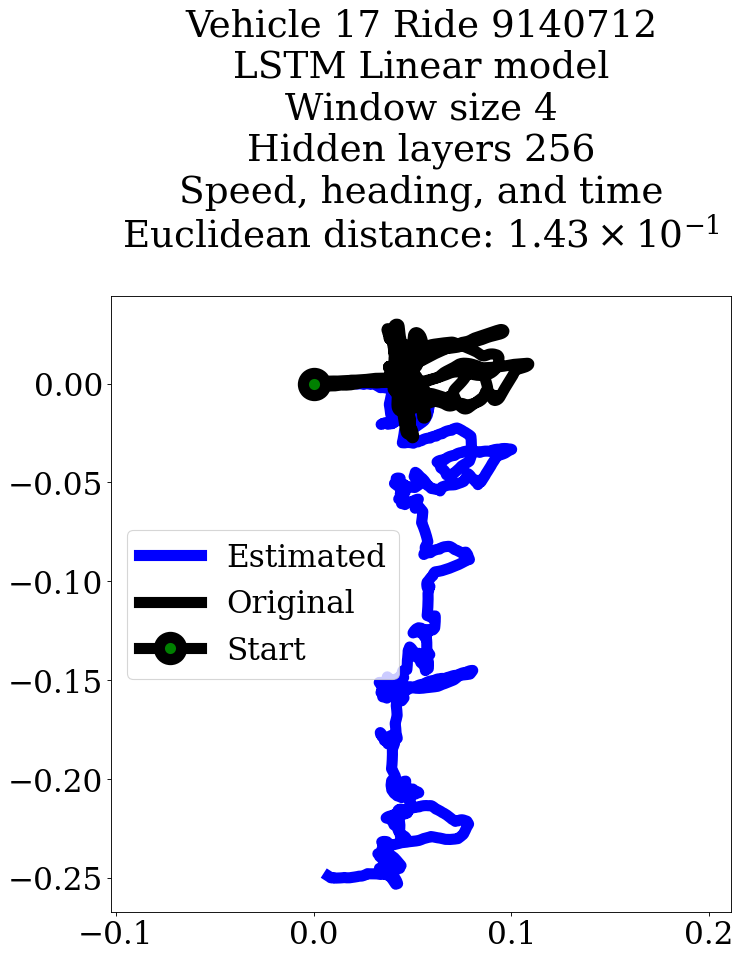 Vehicle 17 Ride 9140712
LSTM Linear model
Window size 4
Hidden layers 256
Speed, heading, and time
Euclidean distance: 1.43 × 10⁻¹
0.00
−0.05
−0.10
−0.15
−0.20
−0.25
Estimated
Original
Start
−0.1 0.0 0.1 0.2